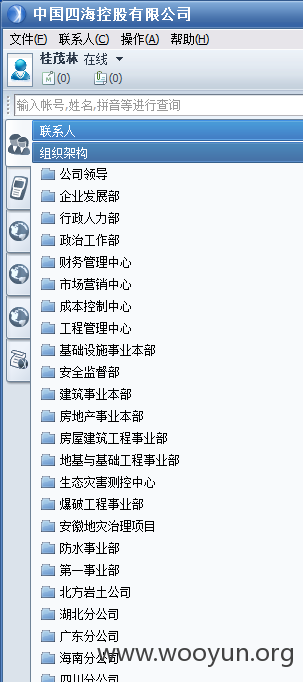 中国四海控股有限公司
文件(F) 联系人(C) 操作(A) 帮助(H)
桂茂林 在线
(0) (0)
输入帐号,姓名,拼音等进行查询
联系人
组织架构
公司领导
企业发展部
行政人力部
政治工作部
财务管理中心
市场营销中心
成本控制中心
工程管理中心
基础设施事业本部
安全监督部
建筑事业本部
房地产事业本部
房屋建筑工程事业部
地基与基础工程事业部
生态灾害测控中心
爆破工程事业部
安徽地灾治理项目
防水事业部
第一事业部
北方岩土公司
湖北分公司
广东分公司
海南分公司
www.wooyun.org
四川分公司